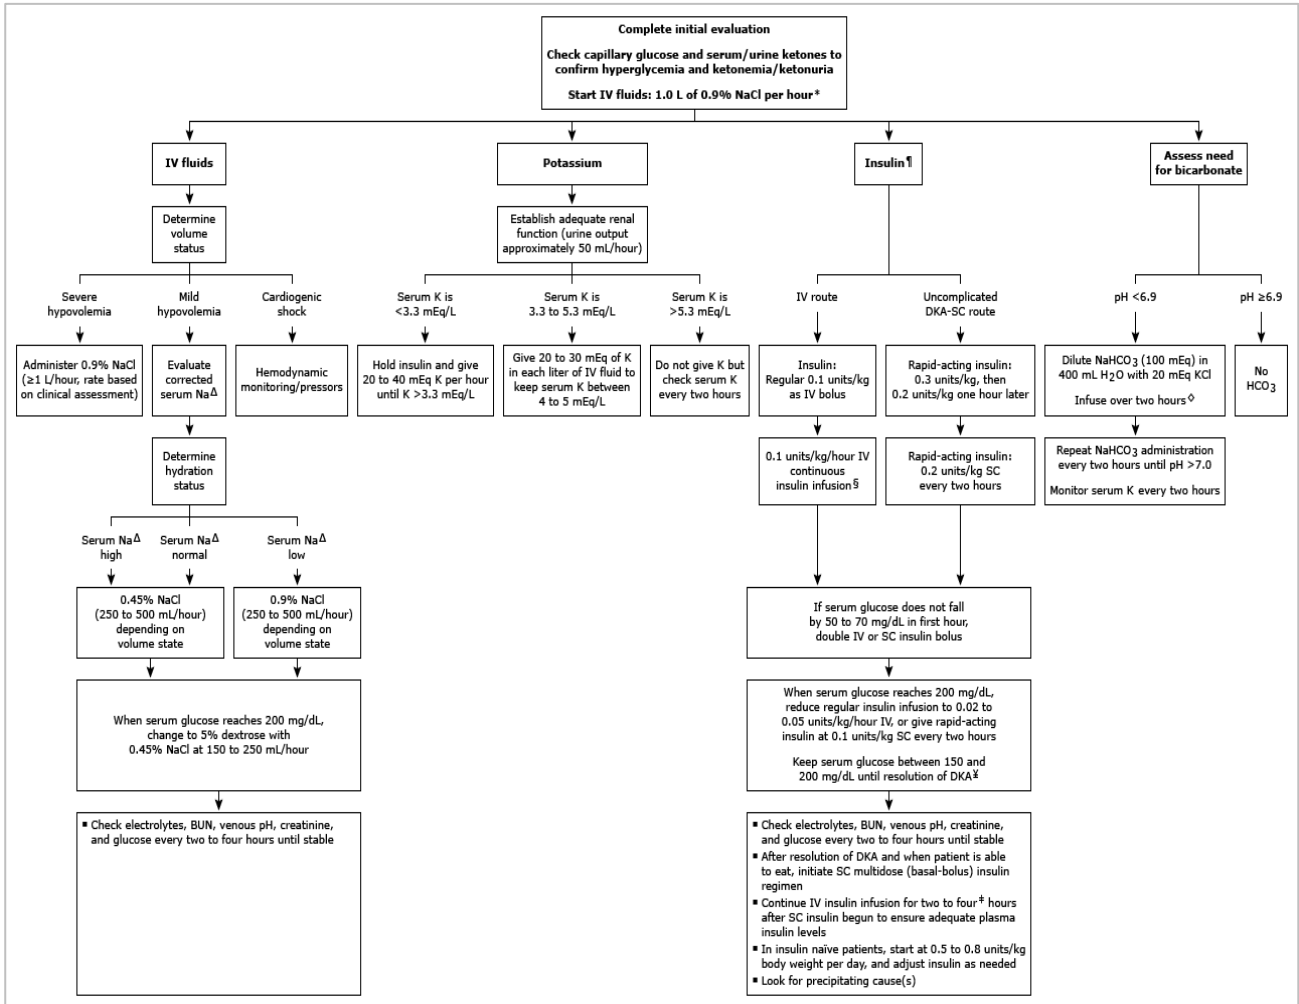 Complete initial evaluation
Check capillary glucose and serum/urine ketones to
confirm hyperglycemia and ketonemia/ketonuria
Start IV fluids: 1.0 L of 0.9% NaCl per hour*
IV fluids
Potassium
Insulin¶
Assess need
for bicarbonate
Determine
volume
status
Establish adequate renal
function (urine output
approximately 50 mL/hour)
Severe
hypovolemia
Mild
hypovolemia
Cardiogenic
shock
Serum K is
<3.3 mEq/L
Serum K is
3.3 to 5.3 mEq/L
Serum K is
>5.3 mEq/L
IV route
Uncomplicated
DKA-SC route
pH <6.9
pH ≥6.9
Administer 0.9% NaCl
(≥1 L/hour, rate based
on clinical assessment)
Evaluate
corrected
serum NaΔ
Hemodynamic
monitoring/pressors
Hold insulin and give
20 to 40 mEq K per hour
until K >3.3 mEq/L
Give 20 to 30 mEq of K
in each liter of IV fluid to
keep serum K between
4 to 5 mEq/L
Do not give K but
check serum K
every two hours
Insulin:
Regular 0.1 units/kg
as IV bolus
Rapid-acting insulin:
0.3 units/kg, then
0.2 units/kg one hour later
Dilute NaHCO3 (100 mEq) in
400 mL H2O with 20 mEq KCl
Infuse over two hours◊
No
HCO3
Determine
hydration
status
0.1 units/kg/hour IV
continuous
insulin infusion§
Rapid-acting insulin:
0.2 units/kg SC
every two hours
Repeat NaHCO3 administration
every two hours until pH >7.0
Monitor serum K every two hours
Serum NaΔ
high
Serum NaΔ
normal
Serum NaΔ
low
0.45% NaCl
(250 to 500 mL/hour)
depending on
volume state
0.9% NaCl
(250 to 500 mL/hour)
depending on
volume state
If serum glucose does not fall
by 50 to 70 mg/dL in first hour,
double IV or SC insulin bolus
When serum glucose reaches 200 mg/dL,
change to 5% dextrose with
0.45% NaCl at 150 to 250 mL/hour
When serum glucose reaches 200 mg/dL,
reduce regular insulin infusion to 0.02 to
0.05 units/kg/hour IV, or give rapid-acting
insulin at 0.1 units/kg SC every two hours
Keep serum glucose between 150 and
200 mg/dL until resolution of DKA¥
▪ Check electrolytes, BUN, venous pH, creatinine,
and glucose every two to four hours until stable
▪ Check electrolytes, BUN, venous pH, creatinine,
and glucose every two to four hours until stable
▪ After resolution of DKA and when patient is able
to eat, initiate SC multidose (basal-bolus) insulin
regimen
▪ Continue IV insulin infusion for two to four‡ hours
after SC insulin begun to ensure adequate plasma
insulin levels
▪ In insulin naïve patients, start at 0.5 to 0.8 units/kg
body weight per day, and adjust insulin as needed
▪ Look for precipitating cause(s)